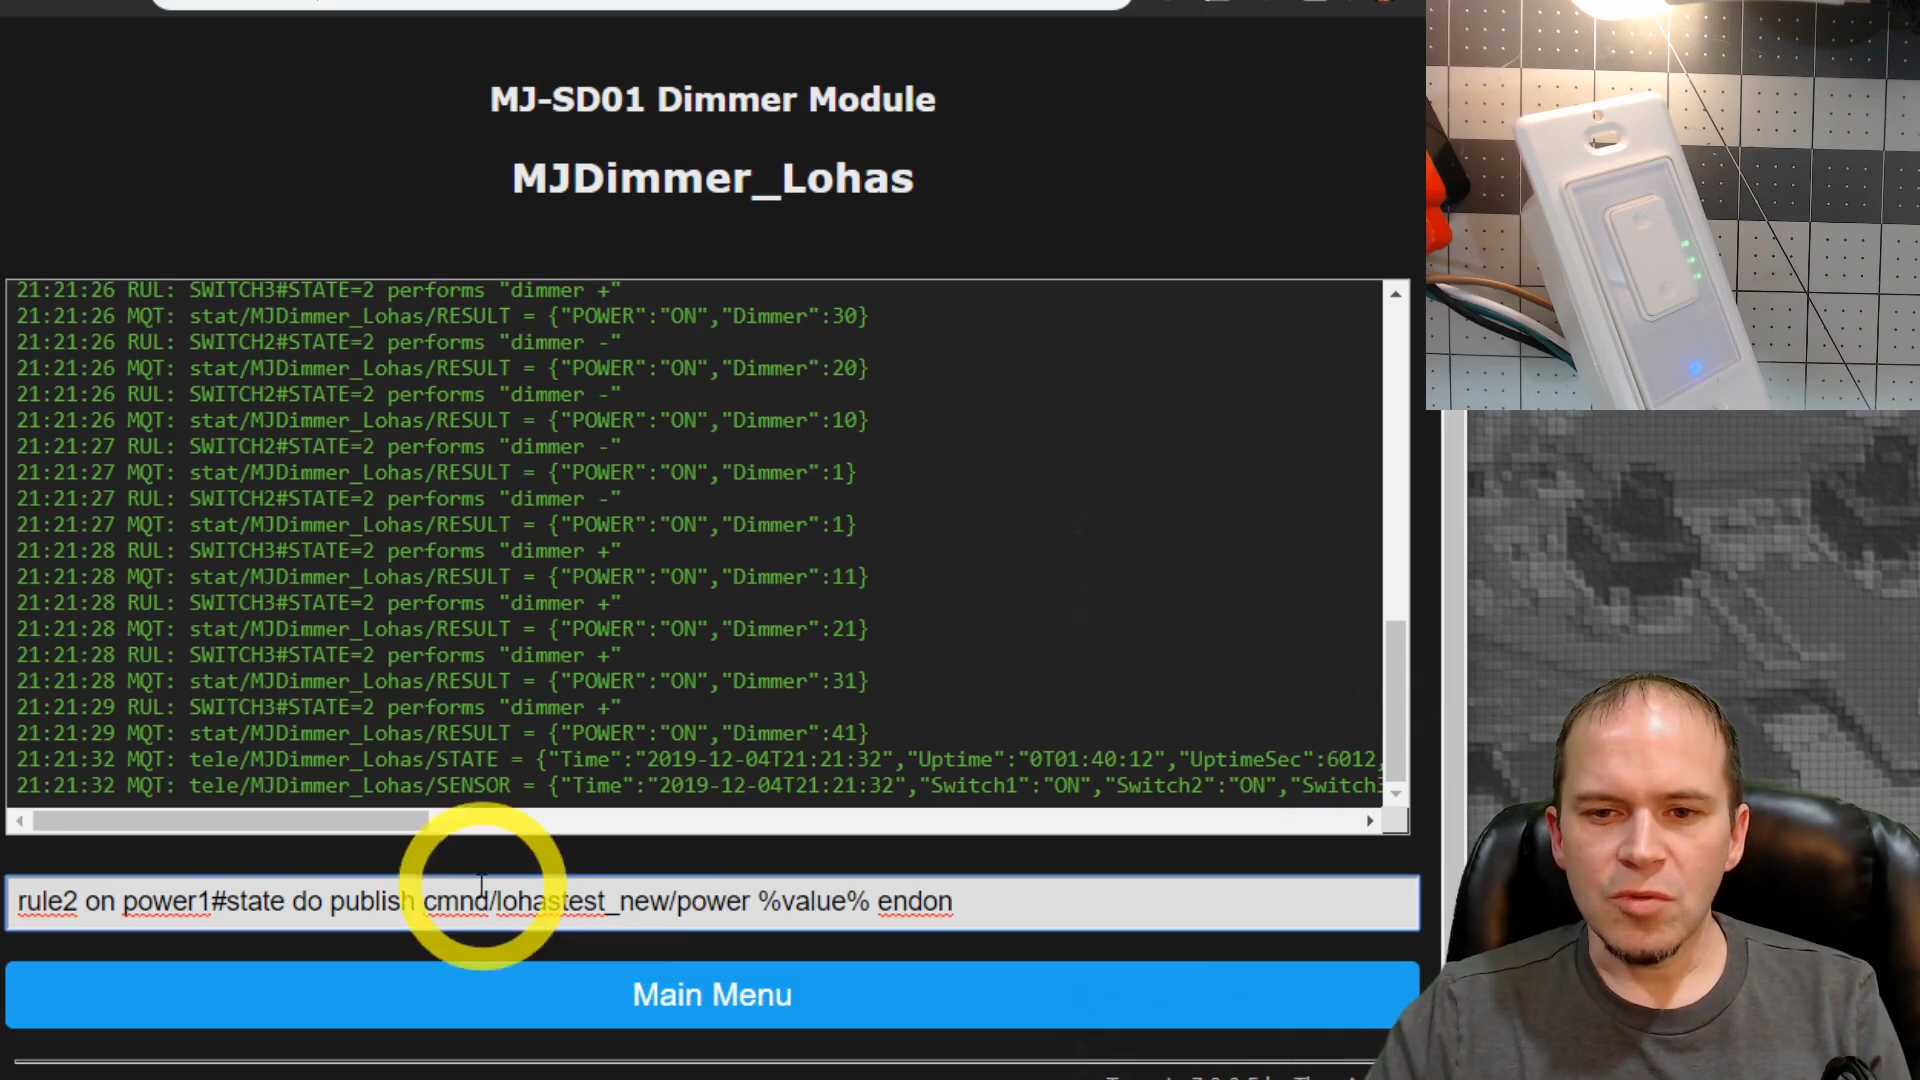 MJ-SD01 Dimmer Module
MJDimmer_Lohas
21:21:26 RUL: SWITCH3#STATE=2 performs "dimmer +"
21:21:26 MQT: stat/MJDimmer_Lohas/RESULT = {"POWER":"ON","Dimmer":30}
21:21:26 RUL: SWITCH2#STATE=2 performs "dimmer -"
21:21:26 MQT: stat/MJDimmer_Lohas/RESULT = {"POWER":"ON","Dimmer":20}
21:21:26 RUL: SWITCH2#STATE=2 performs "dimmer -"
21:21:26 MQT: stat/MJDimmer_Lohas/RESULT = {"POWER":"ON","Dimmer":10}
21:21:27 RUL: SWITCH2#STATE=2 performs "dimmer -"
21:21:27 MQT: stat/MJDimmer_Lohas/RESULT = {"POWER":"ON","Dimmer":1}
21:21:27 RUL: SWITCH2#STATE=2 performs "dimmer -"
21:21:27 MQT: stat/MJDimmer_Lohas/RESULT = {"POWER":"ON","Dimmer":1}
21:21:28 RUL: SWITCH3#STATE=2 performs "dimmer +"
21:21:28 MQT: stat/MJDimmer_Lohas/RESULT = {"POWER":"ON","Dimmer":11}
21:21:28 RUL: SWITCH3#STATE=2 performs "dimmer +"
21:21:28 MQT: stat/MJDimmer_Lohas/RESULT = {"POWER":"ON","Dimmer":21}
21:21:28 RUL: SWITCH3#STATE=2 performs "dimmer +"
21:21:28 MQT: stat/MJDimmer_Lohas/RESULT = {"POWER":"ON","Dimmer":31}
21:21:29 RUL: SWITCH3#STATE=2 performs "dimmer +"
21:21:29 MQT: stat/MJDimmer_Lohas/RESULT = {"POWER":"ON","Dimmer":41}
21:21:32 MQT: tele/MJDimmer_Lohas/STATE = {"Time":"2019-12-04T21:21:32","Uptime":"0T01:40:12","UptimeSec":6012,
21:21:32 MQT: tele/MJDimmer_Lohas/SENSOR = {"Time":"2019-12-04T21:21:32","Switch1":"ON","Switch2":"ON","Switch3
rule2 on power1#state do publish cmnd/lohastest_new/power %value% endon
Main Menu